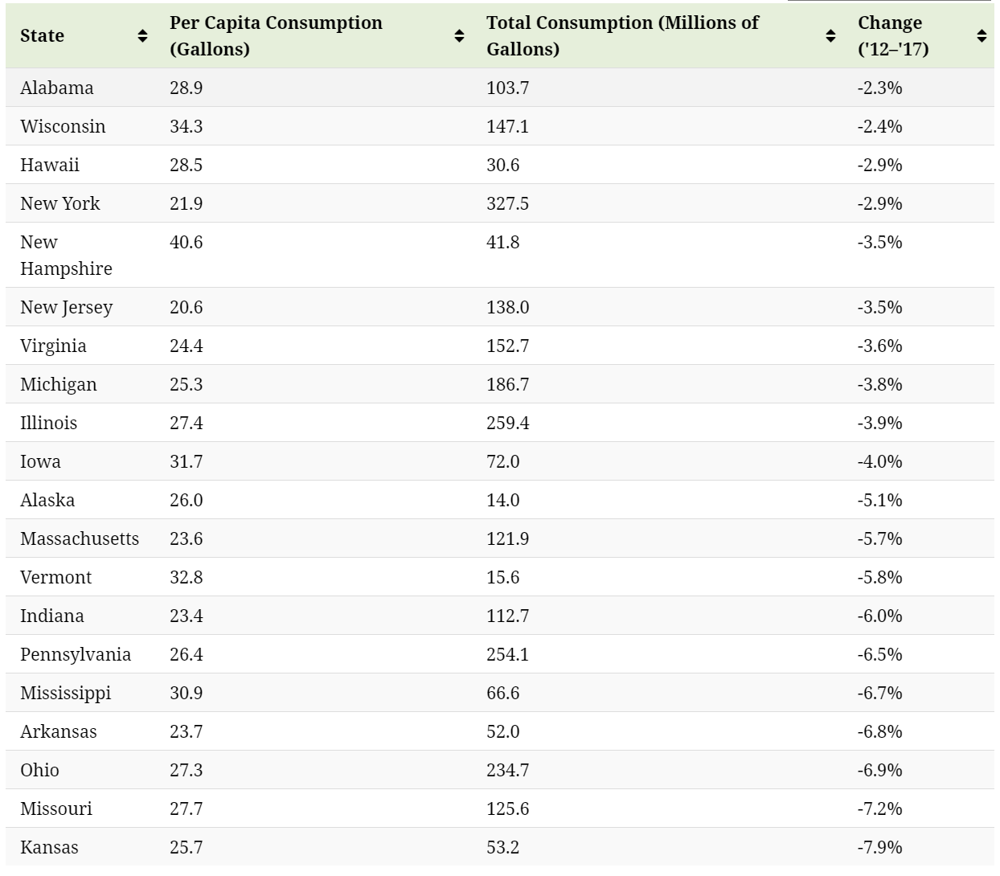 State Per Capita Consumption (Gallons) Total Consumption (Millions of Gallons) Change ('12–'17)
Alabama 28.9 103.7 -2.3%
Wisconsin 34.3 147.1 -2.4%
Hawaii 28.5 30.6 -2.9%
New York 21.9 327.5 -2.9%
New Hampshire 40.6 41.8 -3.5%
New Jersey 20.6 138.0 -3.5%
Virginia 24.4 152.7 -3.6%
Michigan 25.3 186.7 -3.8%
Illinois 27.4 259.4 -3.9%
Iowa 31.7 72.0 -4.0%
Alaska 26.0 14.0 -5.1%
Massachusetts 23.6 121.9 -5.7%
Vermont 32.8 15.6 -5.8%
Indiana 23.4 112.7 -6.0%
Pennsylvania 26.4 254.1 -6.5%
Mississippi 30.9 66.6 -6.7%
Arkansas 23.7 52.0 -6.8%
Ohio 27.3 234.7 -6.9%
Missouri 27.7 125.6 -7.2%
Kansas 25.7 53.2 -7.9%